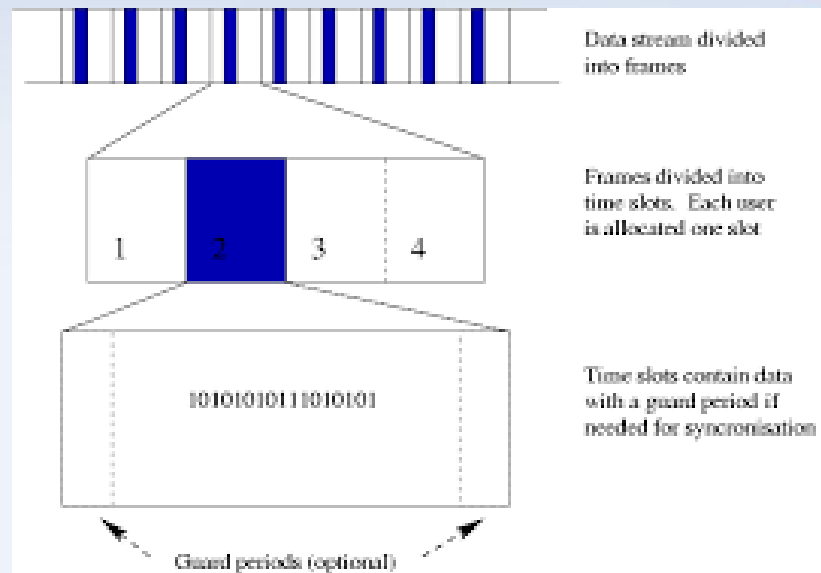 Data stream divided
into frames
Frames divided into
time slots. Each user
is allocated one slot
1 2 3 4
Time slots contain data
with a guard period if
needed for syncronisation
10101010111010101
Guard periods (optional)